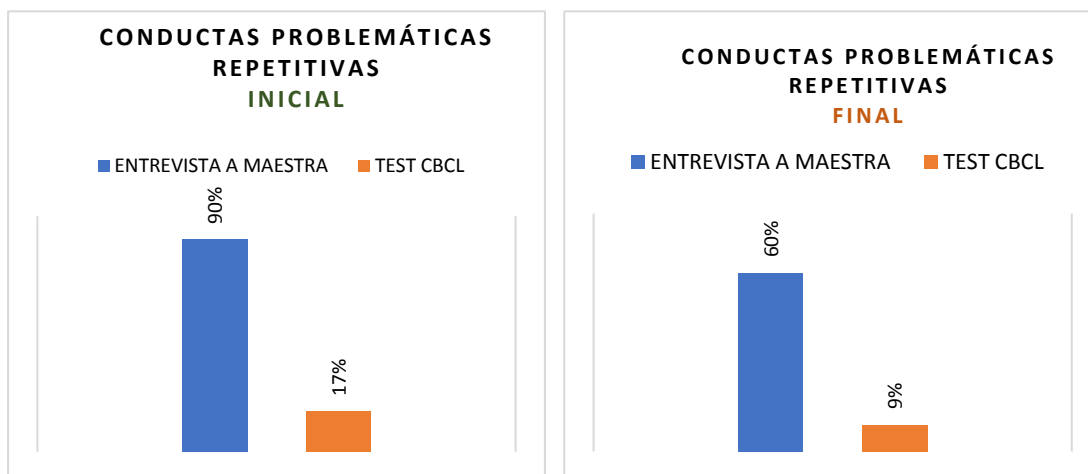 CONDUCTAS PROBLEMÁTICAS
REPETITIVAS
INICIAL
ENTREVISTA A MAESTRA TEST CBCL
90%
17%
CONDUCTAS PROBLEMÁTICAS
REPETITIVAS
FINAL
ENTREVISTA A MAESTRA TEST CBCL
60%
9%